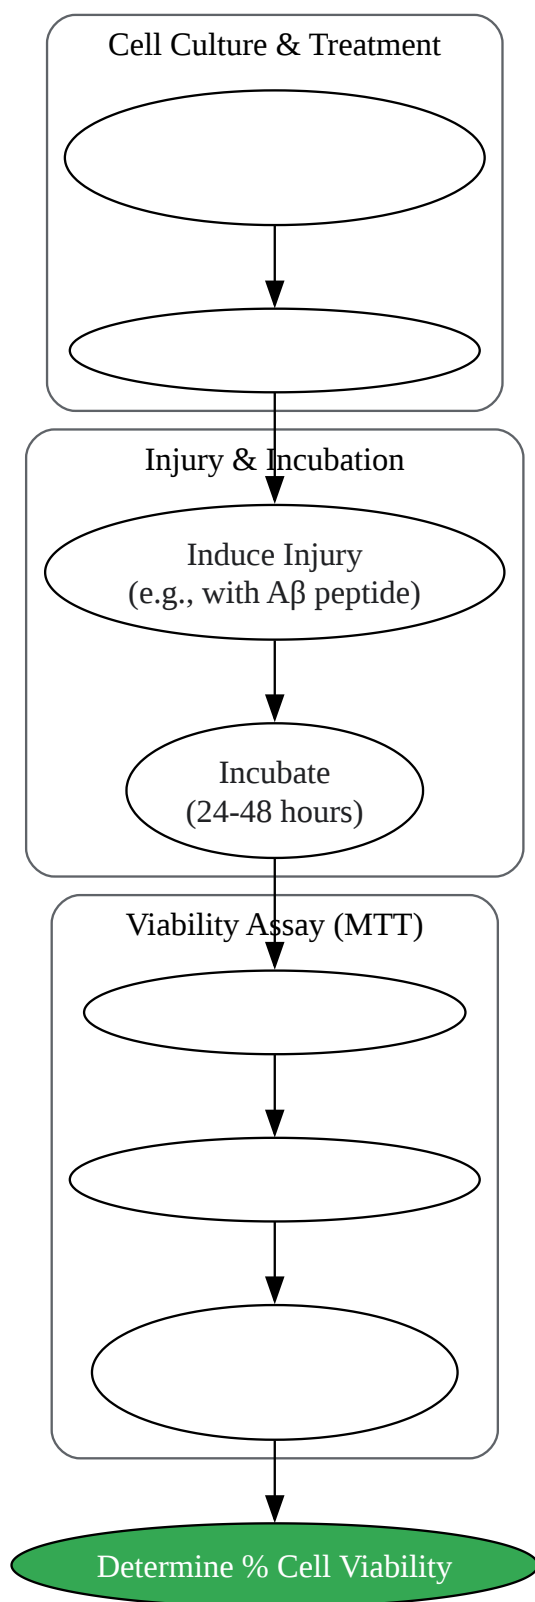 Cell Culture & Treatment
Injury & Incubation
Induce Injury
(e.g., with Aβ peptide)
Incubate
(24-48 hours)
Viability Assay (MTT)
Determine % Cell Viability